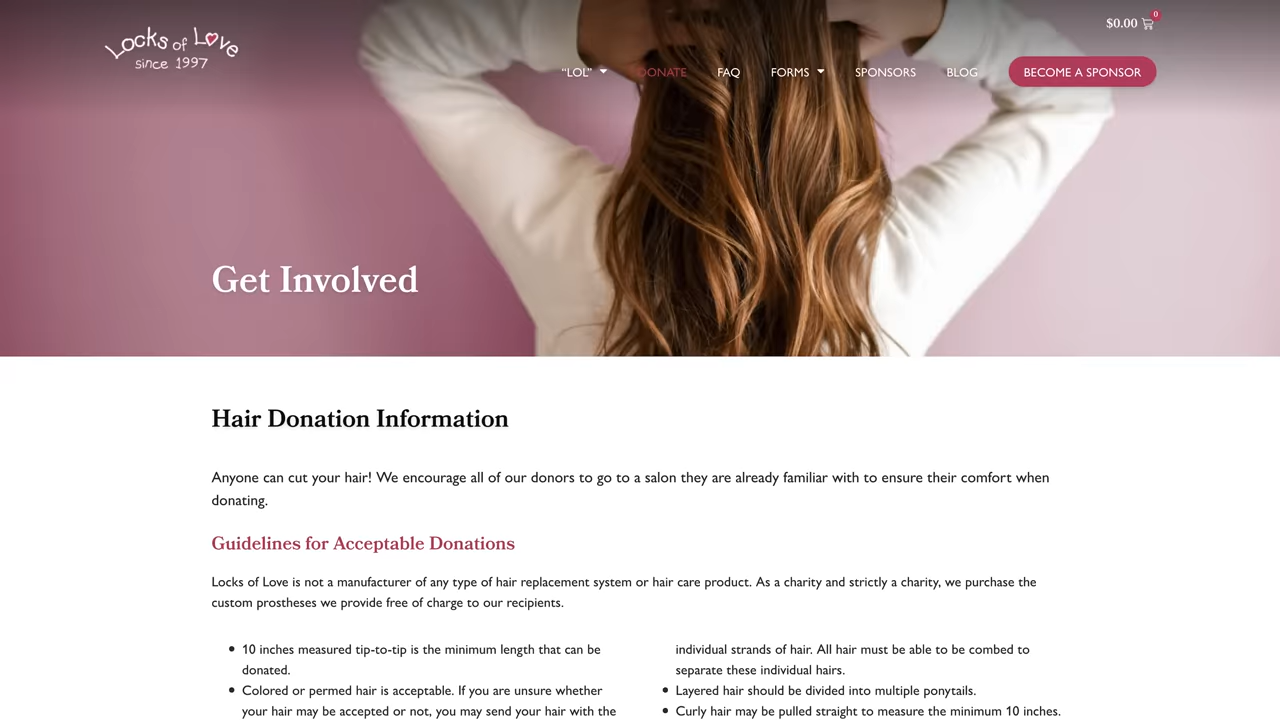 Locks of Love
since 1997
$0.00 0
“LOL” DONATE FAQ FORMS SPONSORS BLOG BECOME A SPONSOR
Get Involved
Hair Donation Information
Anyone can cut your hair! We encourage all of our donors to go to a salon they are already familiar with to ensure their comfort when
donating.
Guidelines for Acceptable Donations
Locks of Love is not a manufacturer of any type of hair replacement system or hair care product. As a charity and strictly a charity, we purchase the
custom prostheses we provide free of charge to our recipients.
• 10 inches measured tip-to-tip is the minimum length that can be
donated.
• Colored or permed hair is acceptable. If you are unsure whether
your hair may be accepted or not, you may send your hair with the
individual strands of hair. All hair must be able to be combed to
separate these individual hairs.
• Layered hair should be divided into multiple ponytails.
• Curly hair may be pulled straight to measure the minimum 10 inches.